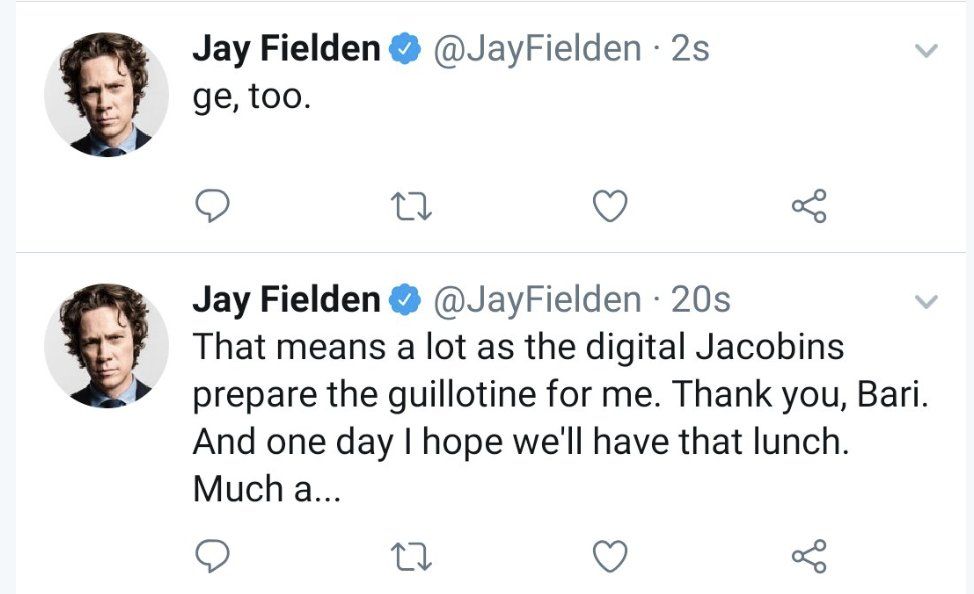 Jay Fielden @JayFielden · 2s
ge, too.
Jay Fielden @JayFielden · 20s
That means a lot as the digital Jacobins
prepare the guillotine for me. Thank you, Bari.
And one day I hope we'll have that lunch.
Much a...